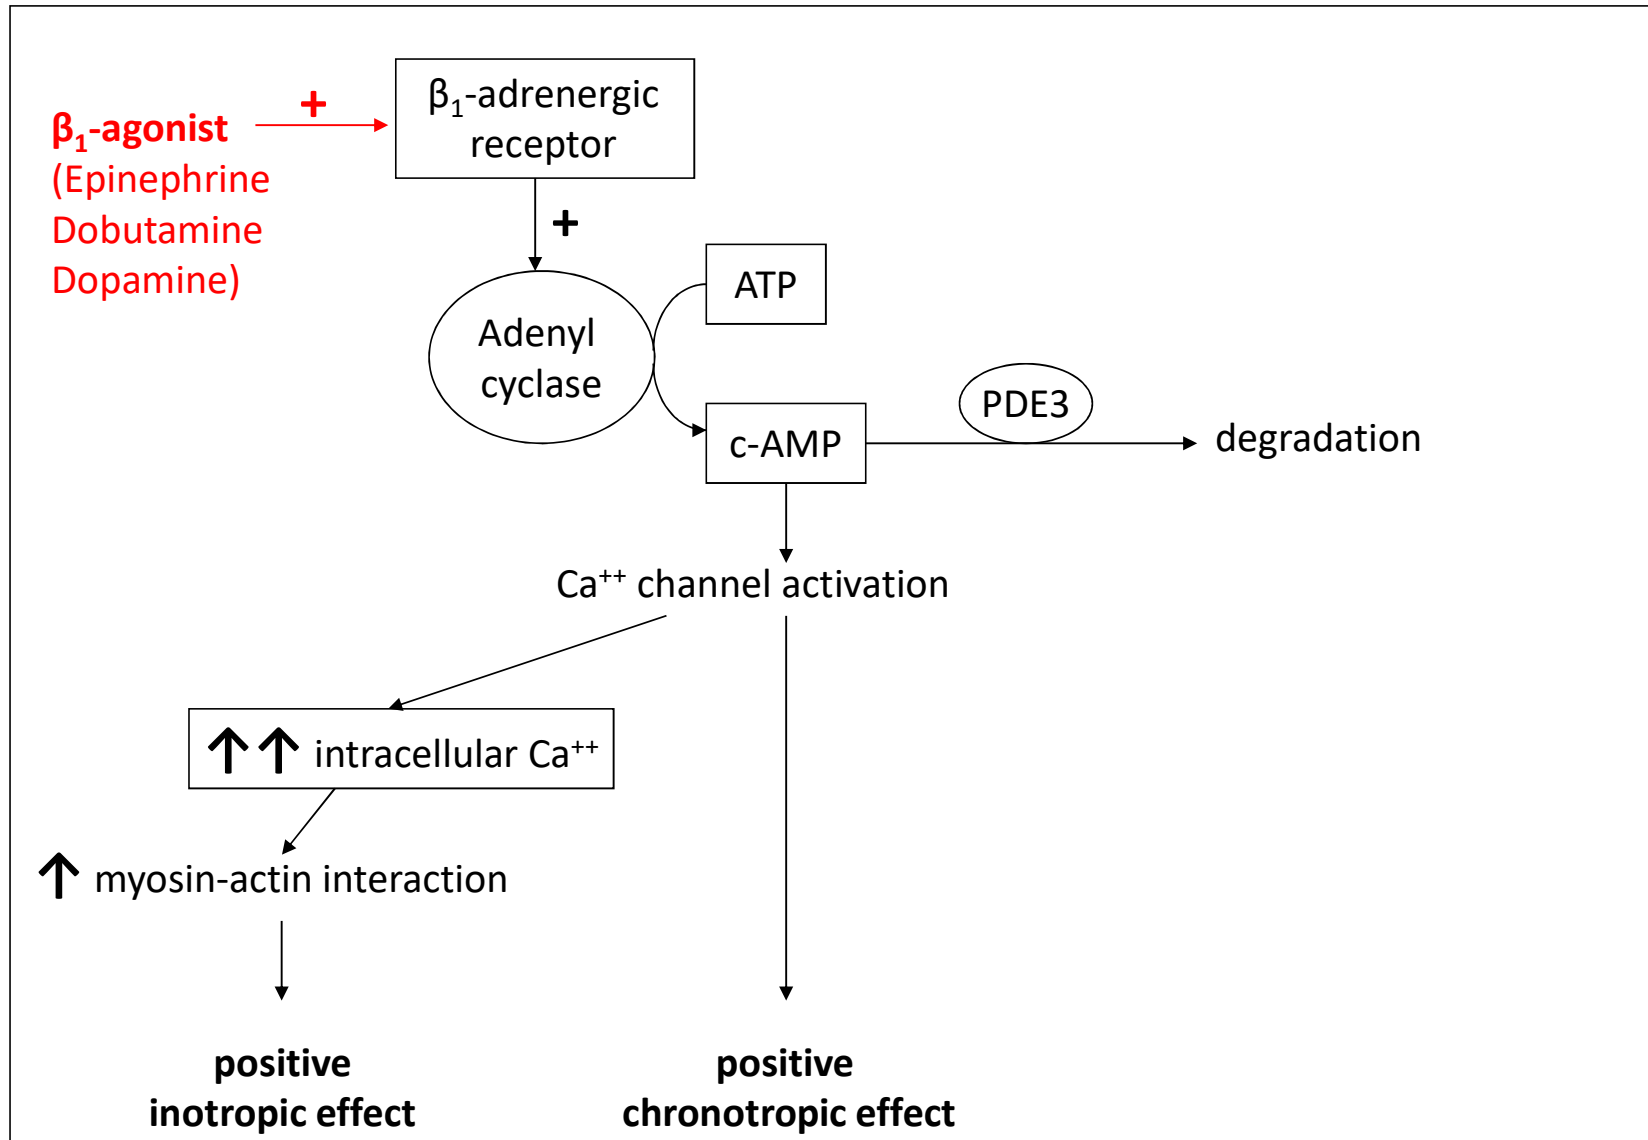 β₁-agonist
(Epinephrine
Dobutamine
Dopamine)
+
β₁-adrenergic
receptor
+
Adenyl
cyclase
ATP
c-AMP
PDE3
degradation
Ca⁺⁺ channel activation
↑↑ intracellular Ca⁺⁺
↑ myosin-actin interaction
positive
inotropic effect
positive
chronotropic effect